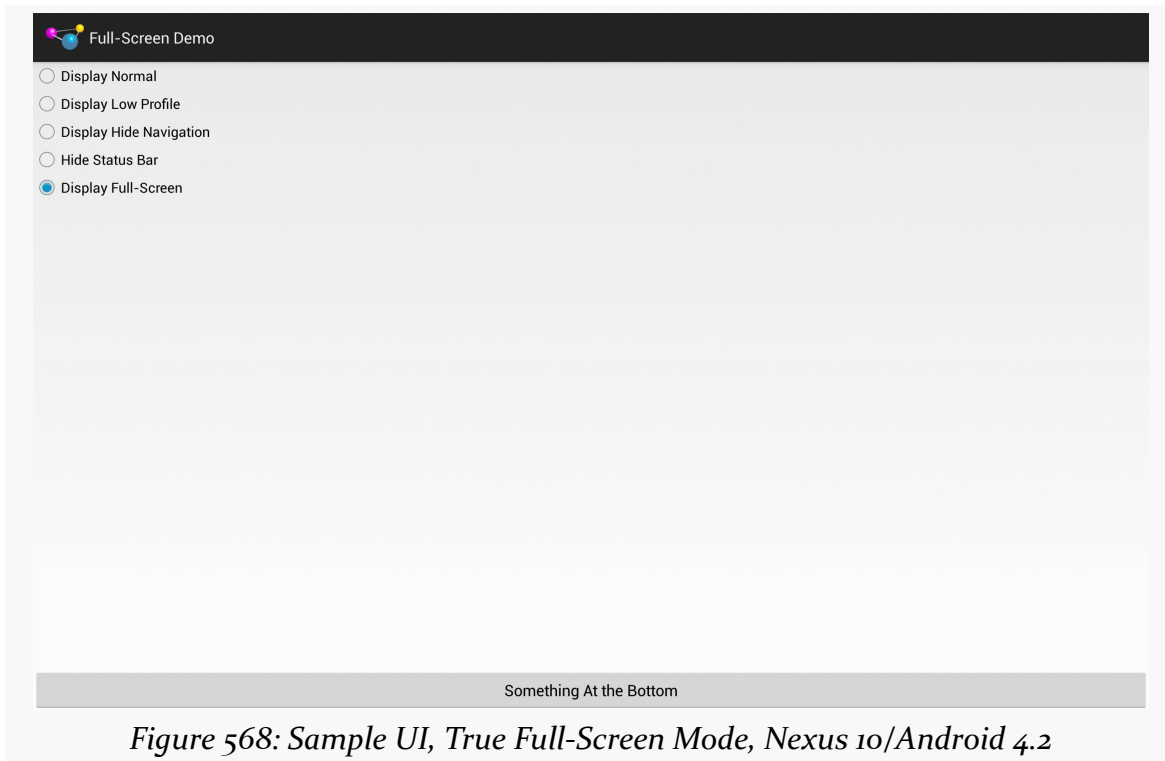 Full-Screen Demo
Display Normal
Display Low Profile
Display Hide Navigation
Hide Status Bar
Display Full-Screen
Something At the Bottom
Figure 568: Sample UI, True Full-Screen Mode, Nexus 10/Android 4.2